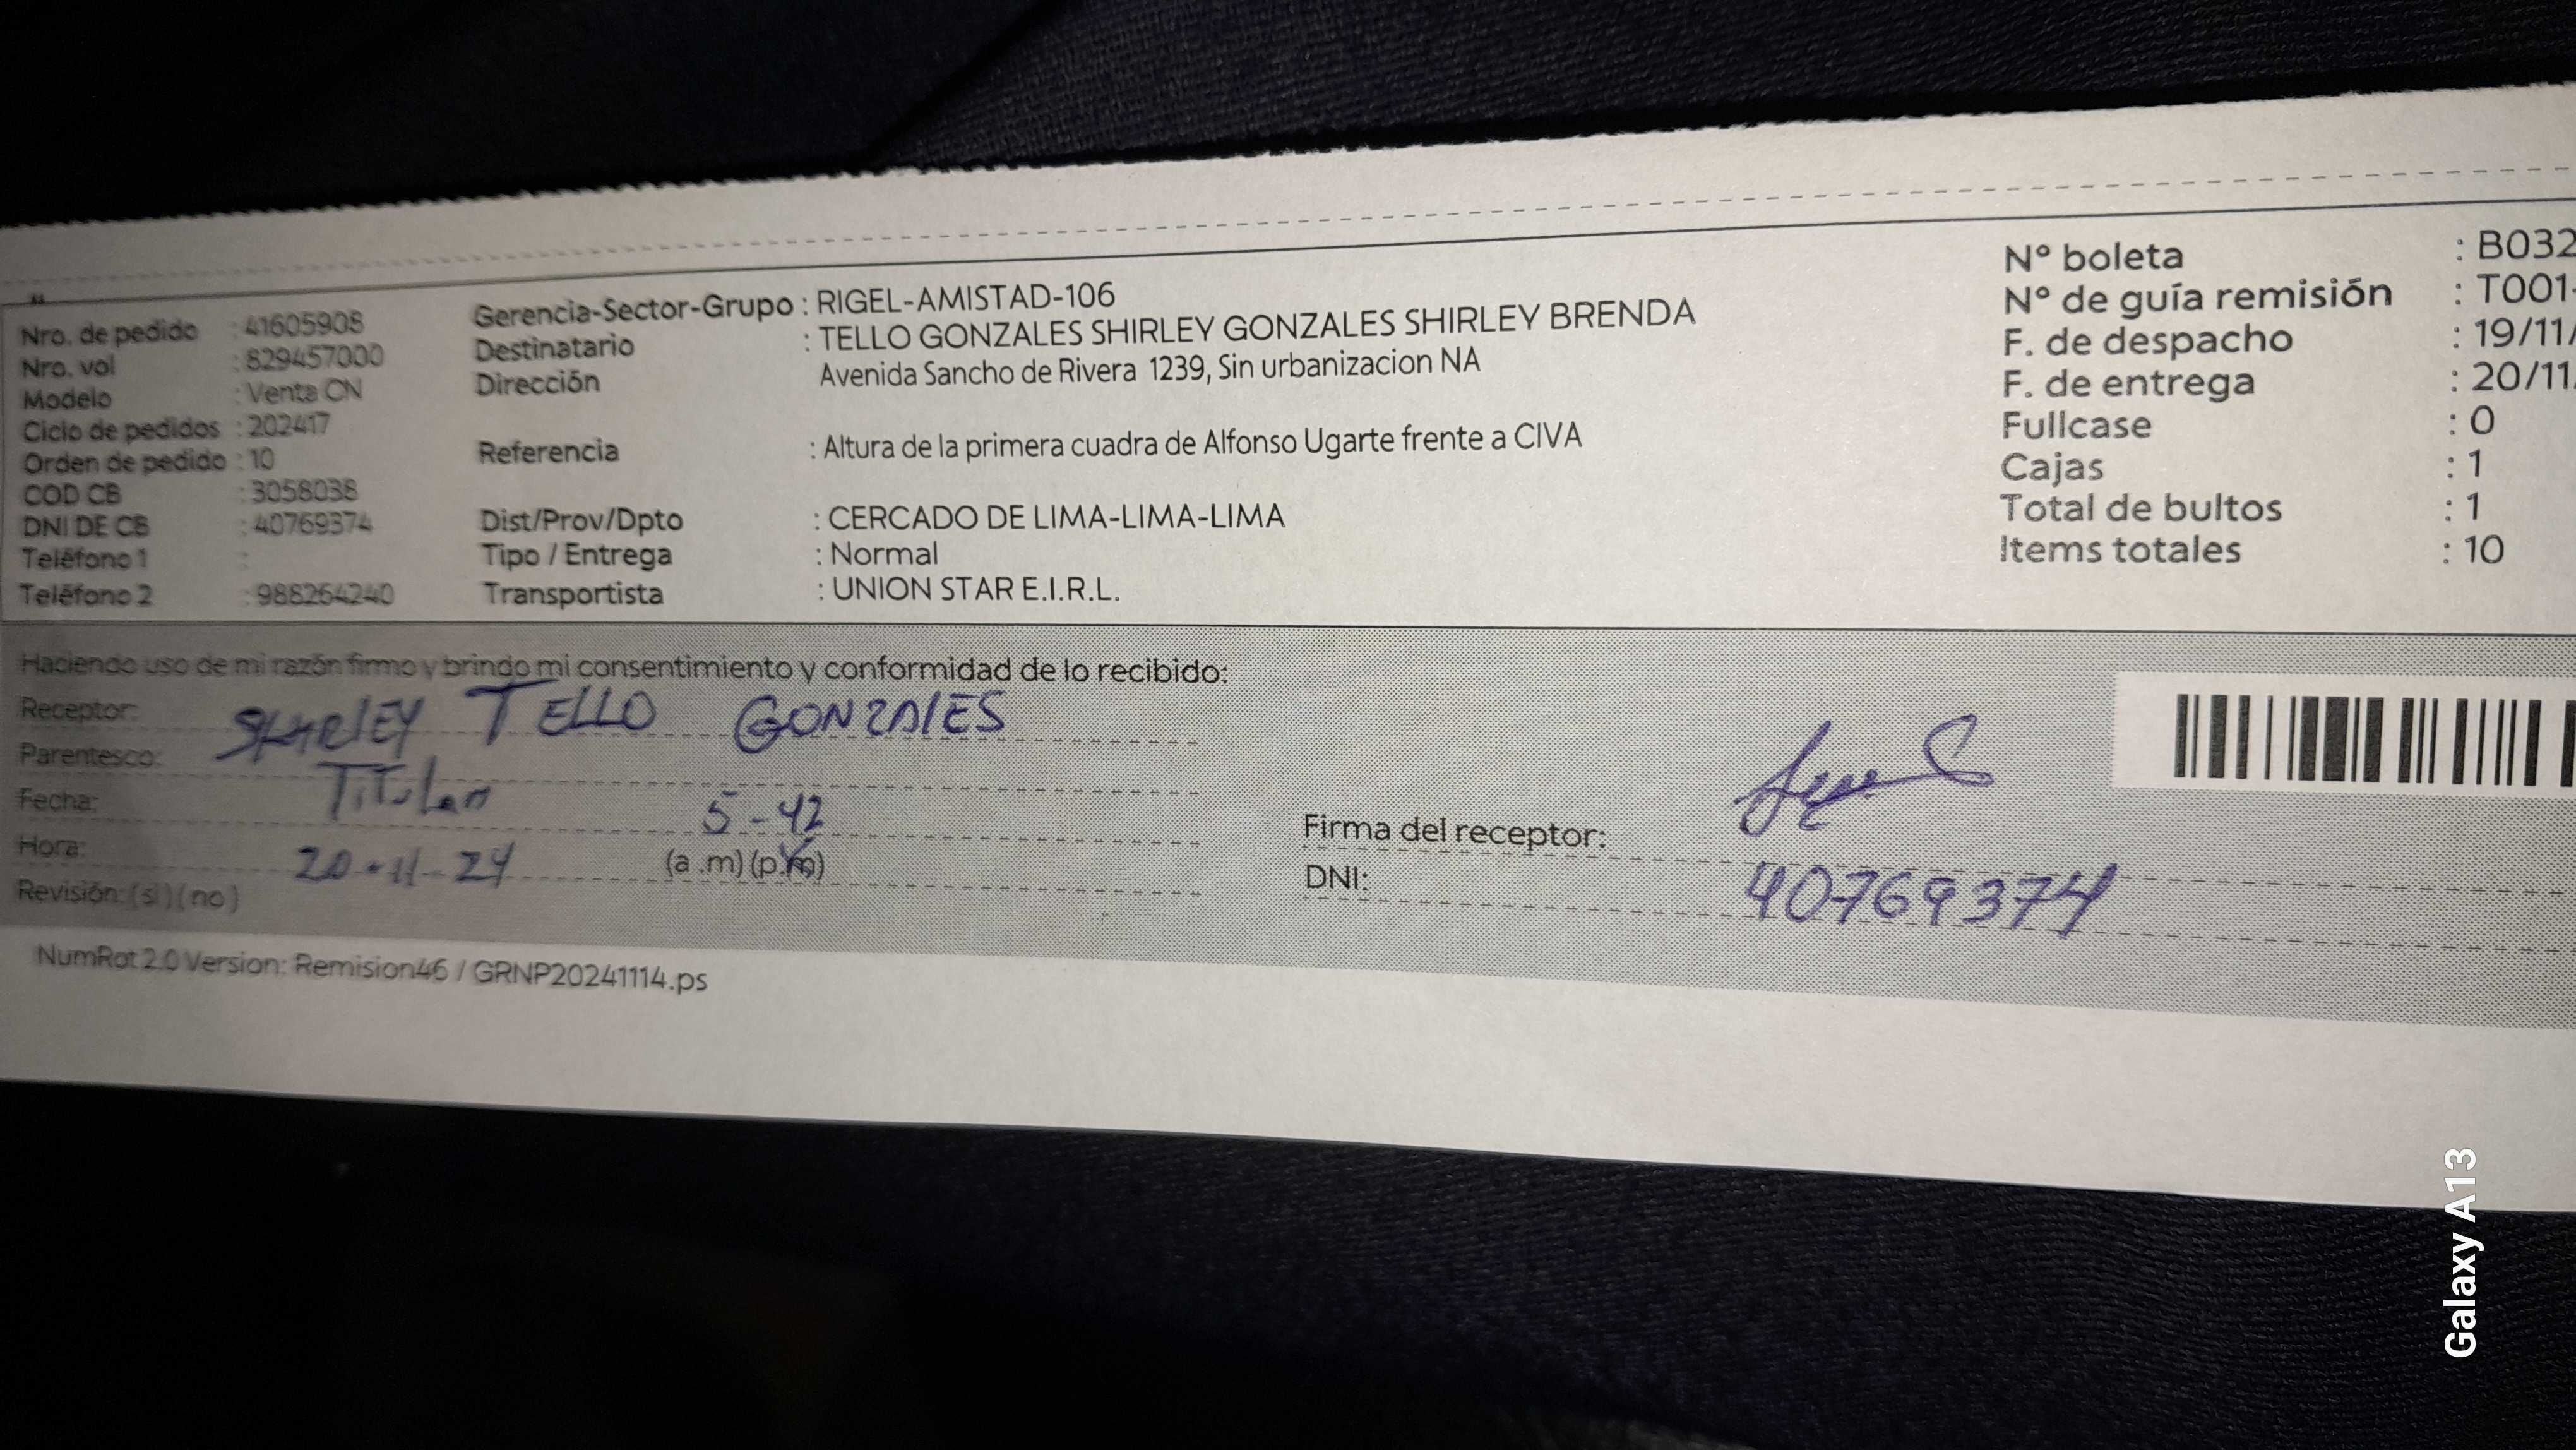 Nro. de pedido : 41605908
Nro. vol : 829457000
Modelo : Venta CN
Ciclo de pedidos : 202417
Orden de pedido : 10
COD CB : 3058038
DNI DE CB : 40769374
Teléfono 1 :
Teléfono 2 : 988264240
Gerencia-Sector-Grupo : RIGEL-AMISTAD-106
Destinatario : TELLO GONZALES SHIRLEY GONZALES SHIRLEY BRENDA
Dirección Avenida Sancho de Rivera 1239, Sin urbanizacion NA
Referencia : Altura de la primera cuadra de Alfonso Ugarte frente a CIVA
Dist/Prov/Dpto : CERCADO DE LIMA-LIMA-LIMA
Tipo / Entrega : Normal
Transportista : UNION STAR E.I.R.L.
Nº boleta : B032
Nº de guía remisión : T001-
F. de despacho : 19/11/
F. de entrega : 20/11/
Fullcase : 0
Cajas : 1
Total de bultos : 1
Items totales : 10
Haciendo uso de mi razón firmo y brindo mi consentimiento y conformidad de lo recibido:
Receptor: SHIRLEY TELLO GONZALES
Parentesco: Titular
Fecha: 5-42
Hora: 20-11-24 (a.m) (p.m)
Revisión: (si) (no)
Firma del receptor:
DNI: 40769374
NumRot 2.0 Version: Remision46 / GRNP20241114.ps
Galaxy A13